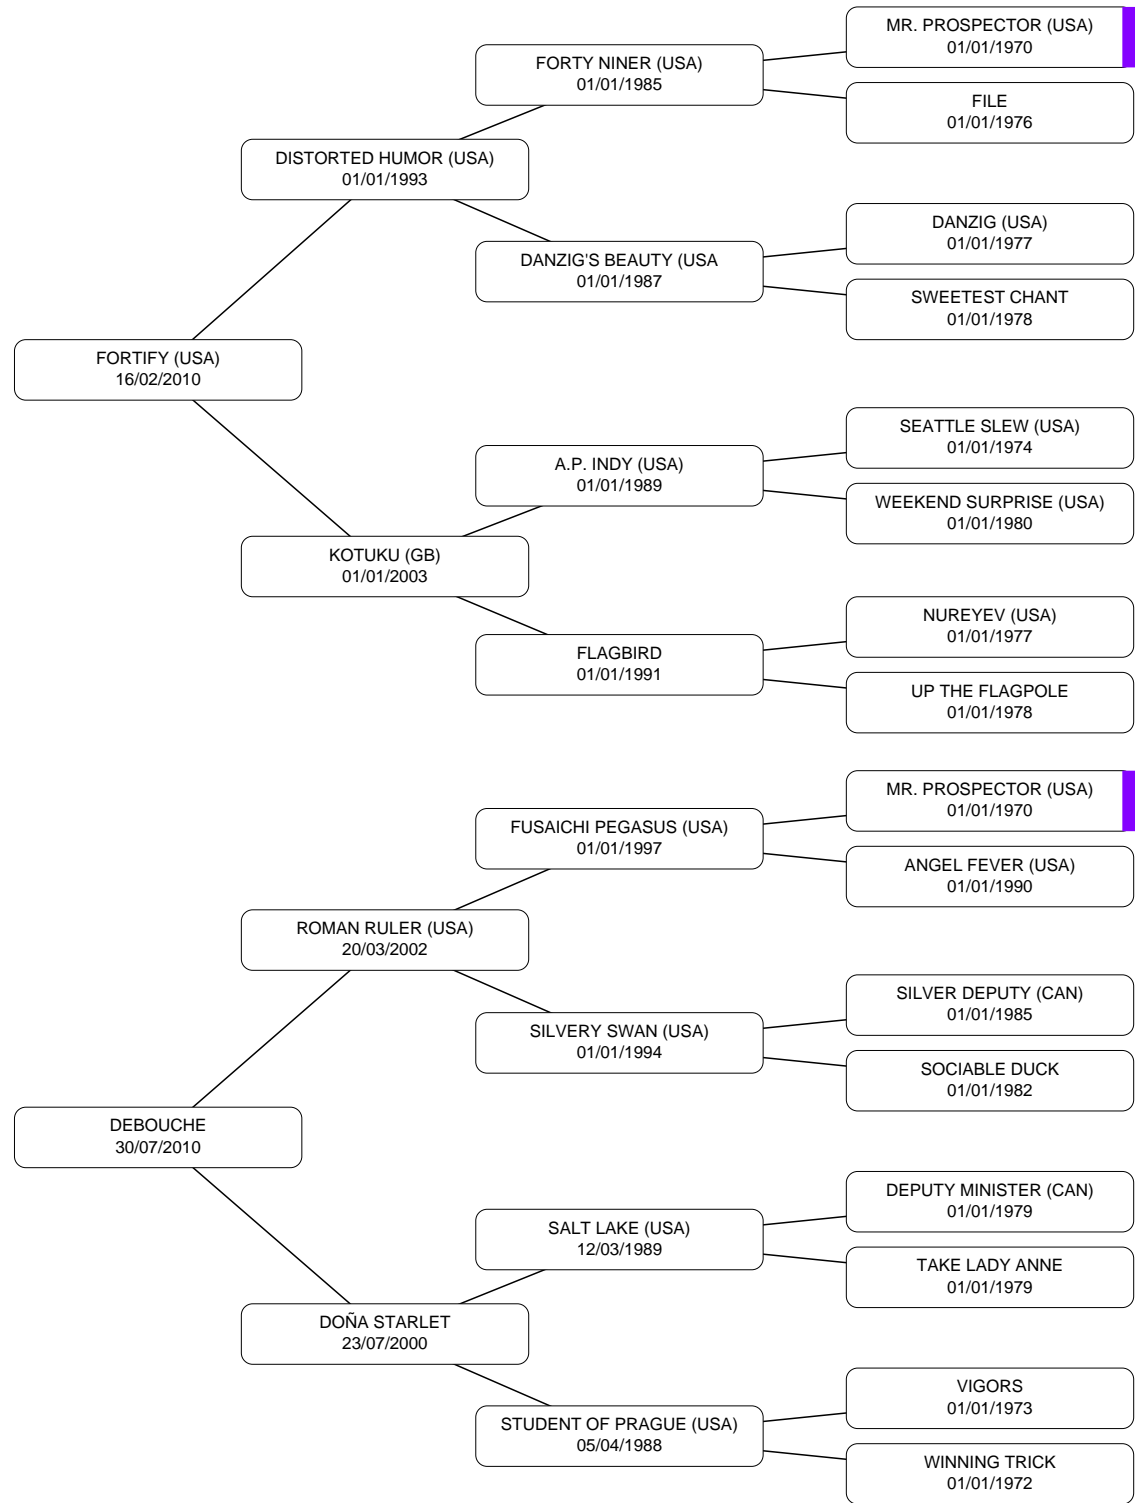 MR. PROSPECTOR (USA)
01/01/1970
FORTY NINER (USA)
01/01/1985
FILE
01/01/1976
DISTORTED HUMOR (USA)
01/01/1993
DANZIG (USA)
01/01/1977
DANZIG'S BEAUTY (USA
01/01/1987
SWEETEST CHANT
01/01/1978
FORTIFY (USA)
16/02/2010
SEATTLE SLEW (USA)
01/01/1974
A.P. INDY (USA)
01/01/1989
WEEKEND SURPRISE (USA)
01/01/1980
KOTUKU (GB)
01/01/2003
NUREYEV (USA)
01/01/1977
FLAGBIRD
01/01/1991
UP THE FLAGPOLE
01/01/1978
MR. PROSPECTOR (USA)
01/01/1970
FUSAICHI PEGASUS (USA)
01/01/1997
ANGEL FEVER (USA)
01/01/1990
ROMAN RULER (USA)
20/03/2002
SILVER DEPUTY (CAN)
01/01/1985
SILVERY SWAN (USA)
01/01/1994
SOCIABLE DUCK
01/01/1982
DEBOUCHE
30/07/2010
DEPUTY MINISTER (CAN)
01/01/1979
SALT LAKE (USA)
12/03/1989
TAKE LADY ANNE
01/01/1979
DOÑA STARLET
23/07/2000
VIGORS
01/01/1973
STUDENT OF PRAGUE (USA)
05/04/1988
WINNING TRICK
01/01/1972